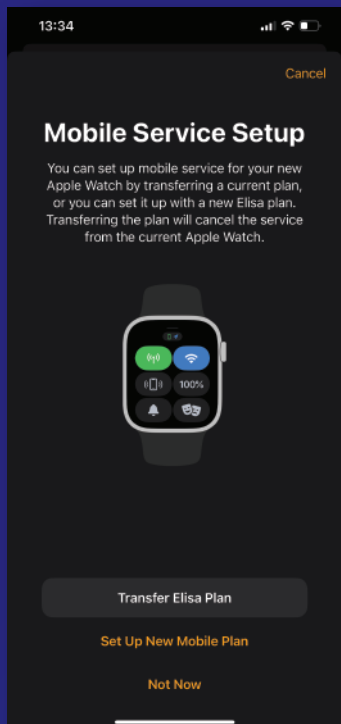 13:34
Cancel
Mobile Service Setup
You can set up mobile service for your new
Apple Watch by transferring a current plan,
or you can set it up with a new Elisa plan.
Transferring the plan will cancel the service
from the current Apple Watch.
100%
Transfer Elisa Plan
Set Up New Mobile Plan
Not Now